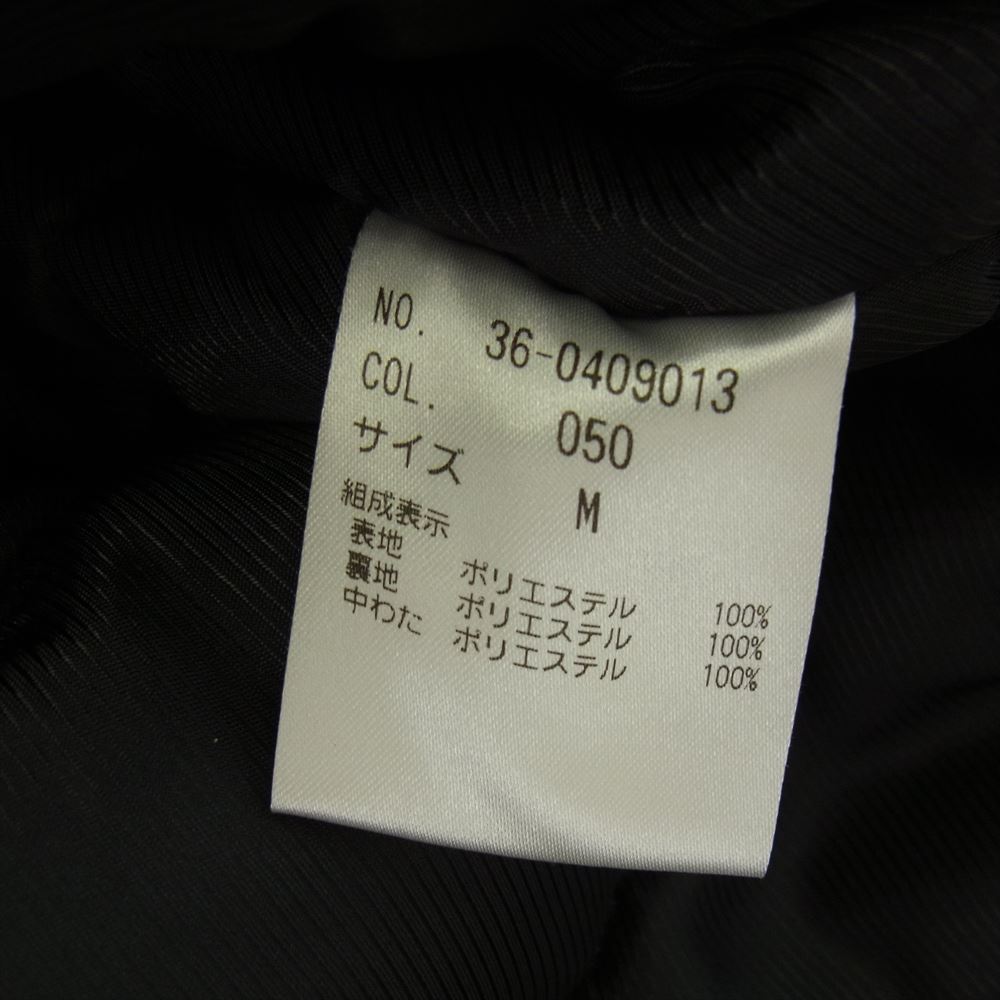 NO. 36-0409013
COL. 050
サイズ M
組成表示
表地 ポリエステル 100%
裏地 ポリエステル 100%
中わた ポリエステル 100%